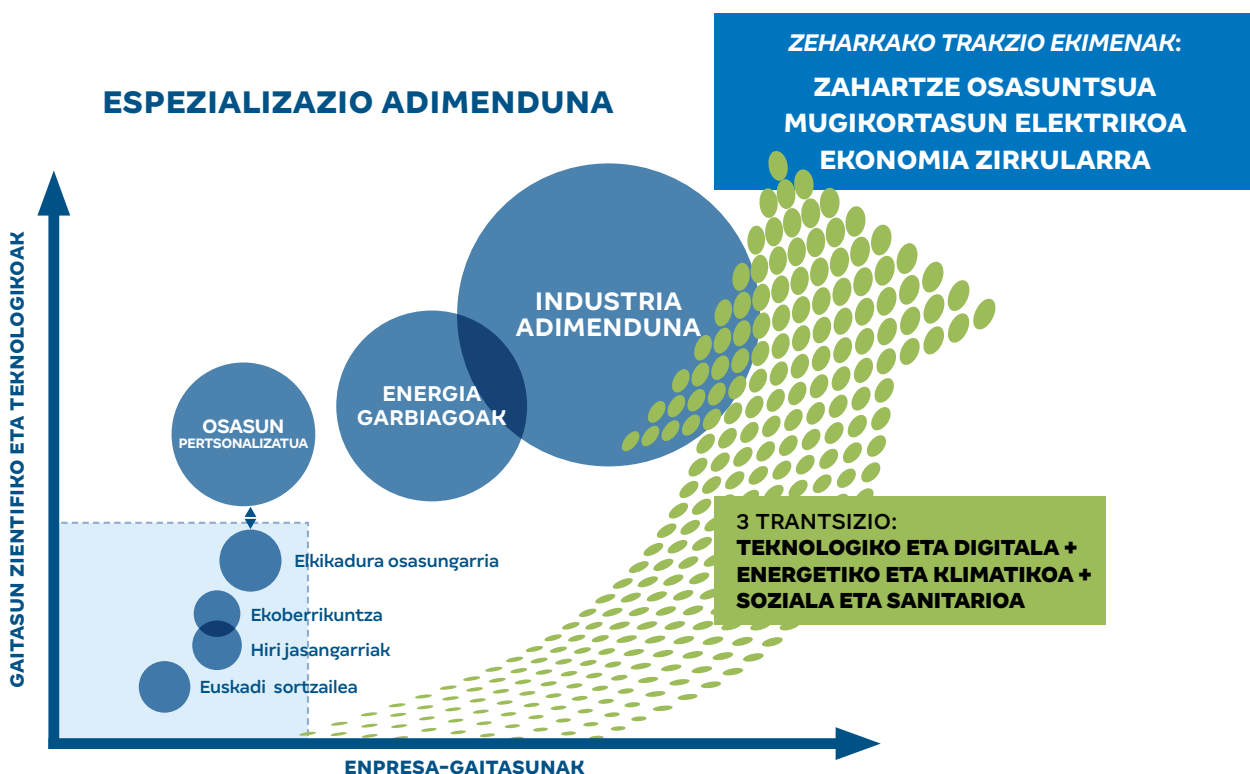 ZEHARKAKO TRAKZIO EKIMENAK:
ZAHARTZE OSASUNTSUA
MUGIKORTASUN ELEKTRIKOA
EKONOMIA ZIRKULARRA
ESPEZIALIZAZIO ADIMENDUNA
GAITASUN ZIENTIFIKO ETA TEKNOLOGIKOAK
INDUSTRIA
ADIMENDUNA
ENERGIA
GARBIAGOAK
OSASUN
PERTSONALIZATUA
3 TRANTSIZIO:
TEKNOLOGIKO ETA DIGITALA +
ENERGETIKO ETA KLIMATIKOA +
SOZIALA ETA SANITARIOA
Elkikadura osasungarria
Ekoberrikuntza
Hiri jasangarriak
Euskadi sortzailea
ENPRESA-GAITASUNAK